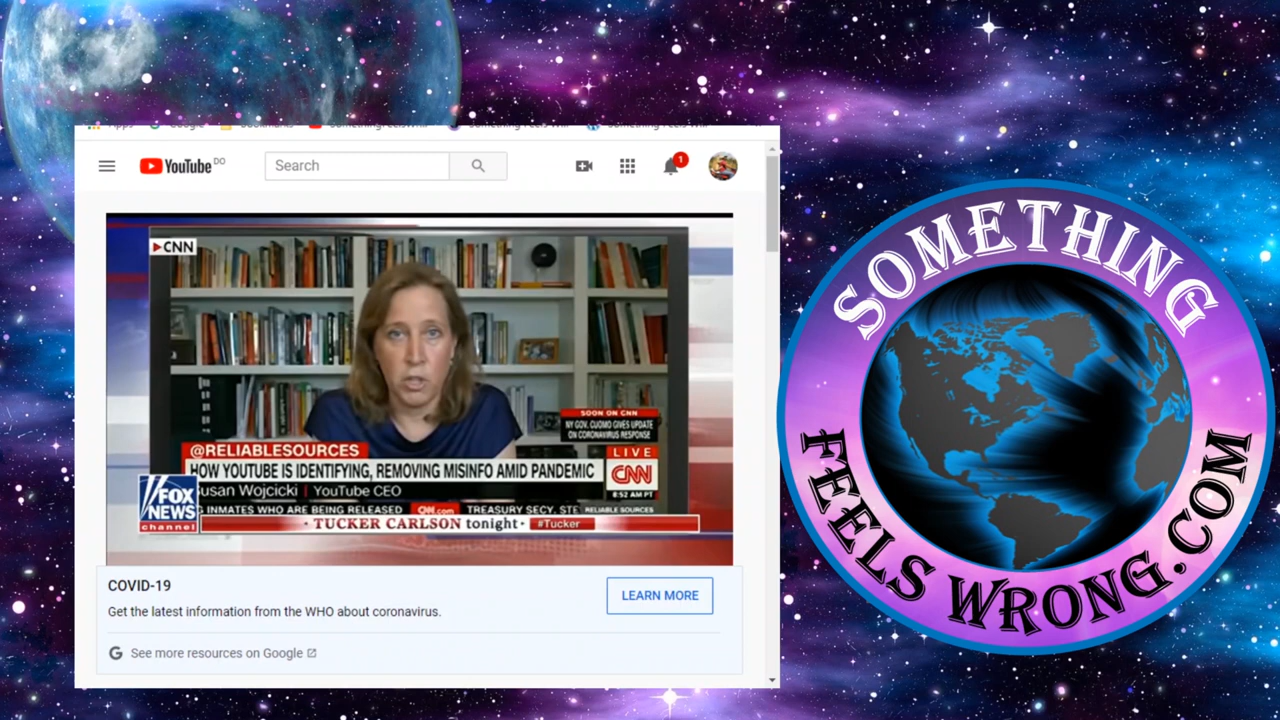 YouTube DO
Search
1
CNN
SOON ON CNN
NY GOV. CUOMO GIVES UPDATE
ON CORONAVIRUS RESPONSE
@RELIABLESOURCES
LIVE
HOW YOUTUBE IS IDENTIFYING, REMOVING MISINFO AMID PANDEMIC
CNN
Susan Wojcicki | YouTube CEO
8:52 AM PT
G INMATES WHO ARE BEING RELEASED CNN.com TREASURY SECY. STE RELIABLE SOURCES
FOX
NEWS
channel
· TUCKER CARLSON tonight · #Tucker
COVID-19
Get the latest information from the WHO about coronavirus.
LEARN MORE
G See more resources on Google
SOMETHING
FEELS WRONG.COM